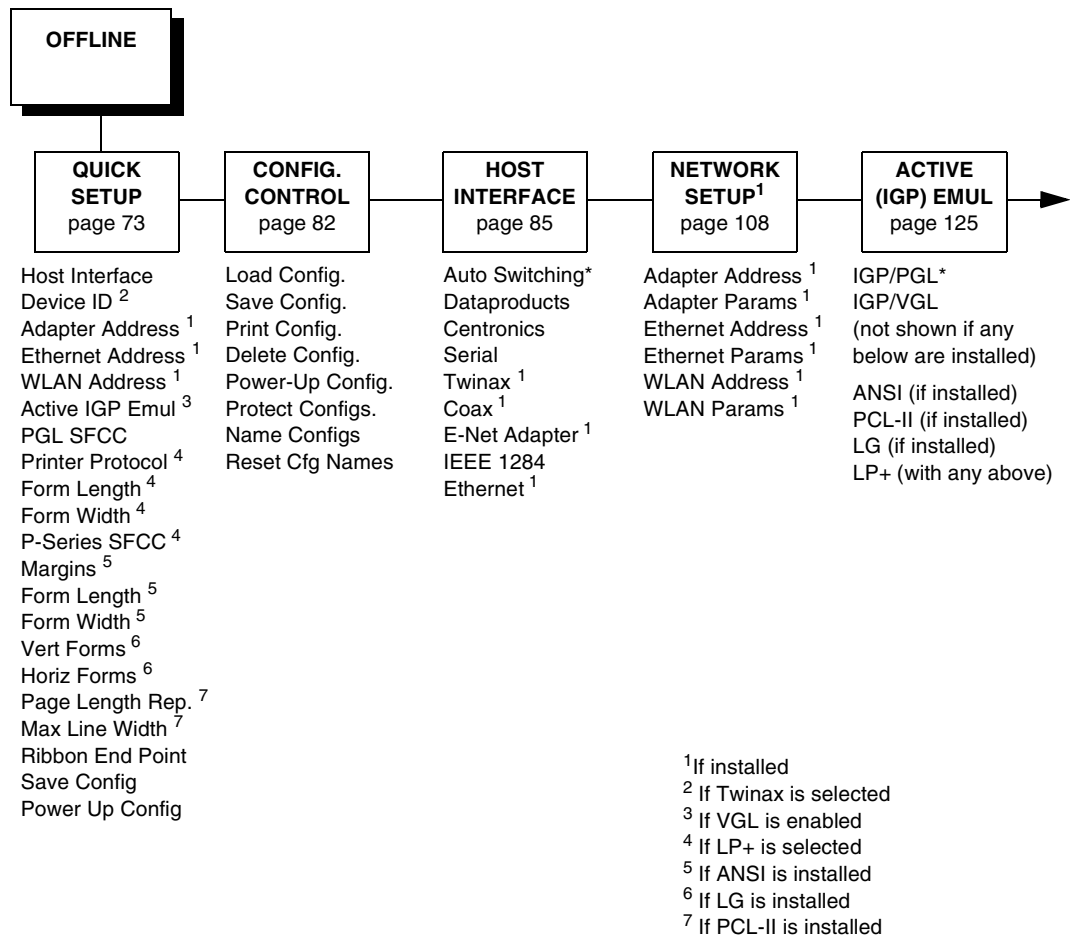 OFFLINE
QUICK
SETUP
page 73
CONFIG.
CONTROL
page 82
HOST
INTERFACE
page 85
NETWORK
SETUP1
page 108
ACTIVE
(IGP) EMUL
page 125
Host Interface
Device ID 2
Adapter Address 1
Ethernet Address 1
WLAN Address 1
Active IGP Emul 3
PGL SFCC
Printer Protocol 4
Form Length 4
Form Width 4
P-Series SFCC 4
Margins 5
Form Length 5
Form Width 5
Vert Forms 6
Horiz Forms 6
Page Length Rep. 7
Max Line Width 7
Ribbon End Point
Save Config
Power Up Config
Load Config.
Save Config.
Print Config.
Delete Config.
Power-Up Config.
Protect Configs.
Name Configs
Reset Cfg Names
Auto Switching*
Dataproducts
Centronics
Serial
Twinax 1
Coax 1
E-Net Adapter 1
IEEE 1284
Ethernet 1
Adapter Address 1
Adapter Params 1
Ethernet Address 1
Ethernet Params 1
WLAN Address 1
WLAN Params 1
IGP/PGL*
IGP/VGL
(not shown if any
below are installed)
ANSI (if installed)
PCL-II (if installed)
LG (if installed)
LP+ (with any above)
1If installed
2 If Twinax is selected
3 If VGL is enabled
4 If LP+ is selected
5 If ANSI is installed
6 If LG is installed
7 If PCL-II is installed